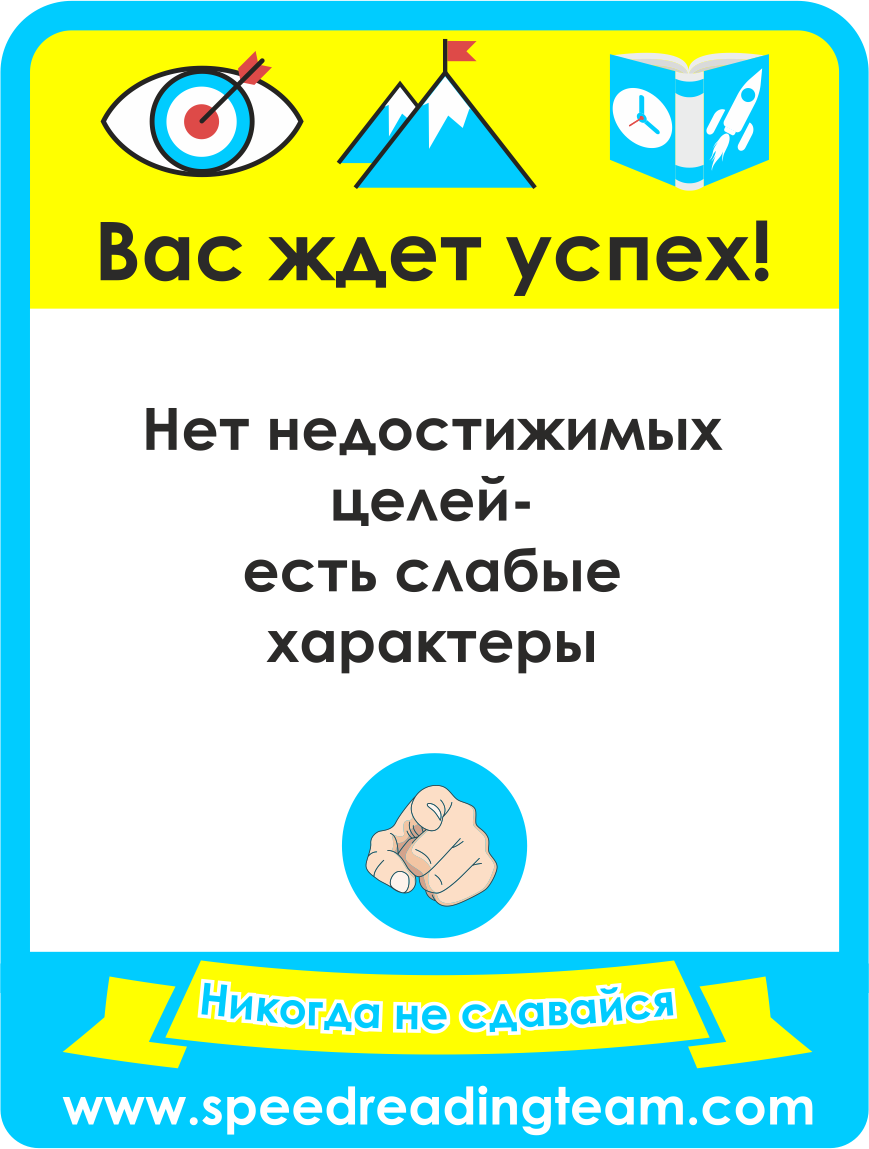 Вас ждет успех!
Нет недостижимых
целей-
есть слабые
характеры
Никогда не сдавайся
www.speedreadingteam.com